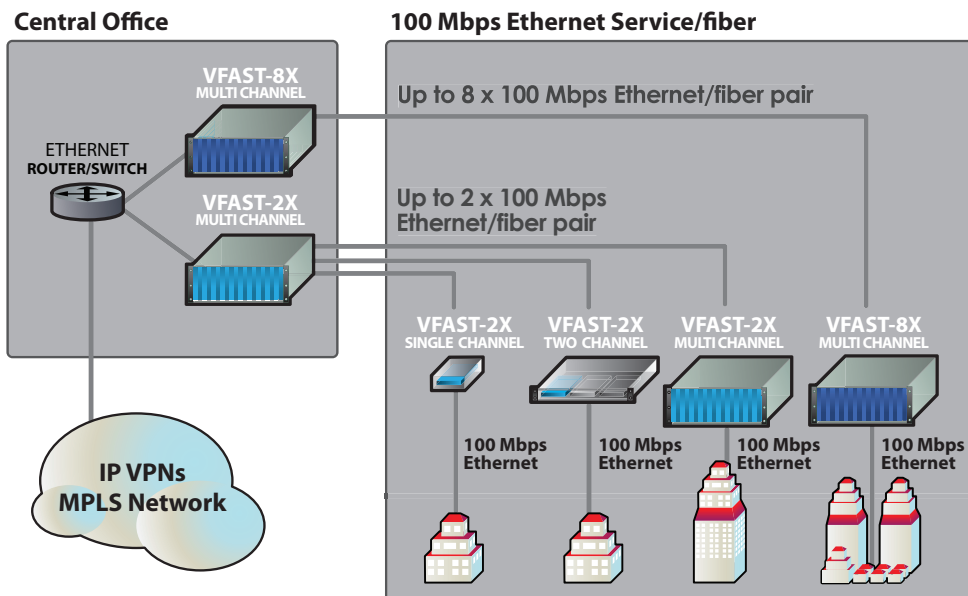 Central Office
100 Mbps Ethernet Service/fiber
VFAST-8X
MULTI CHANNEL
Up to 8 x 100 Mbps Ethernet/fiber pair
ETHERNET
ROUTER/SWITCH
VFAST-2X
MULTI CHANNEL
Up to 2 x 100 Mbps
Ethernet/fiber pair
VFAST-2X
SINGLE CHANNEL
VFAST-2X
TWO CHANNEL
VFAST-2X
MULTI CHANNEL
VFAST-8X
MULTI CHANNEL
100 Mbps
Ethernet
100 Mbps
Ethernet
100 Mbps
Ethernet
100 Mbps
Ethernet
IP VPNs
MPLS Network